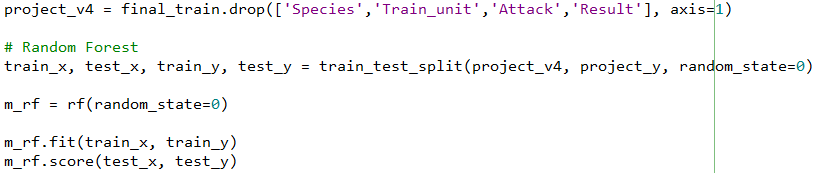 project_v4 = final_train.drop(['Species','Train_unit','Attack','Result'], axis=1)
# Random Forest
train_x, test_x, train_y, test_y = train_test_split(project_v4, project_y, random_state=0)
m_rf = rf(random_state=0)
m_rf.fit(train_x, train_y)
m_rf.score(test_x, test_y)